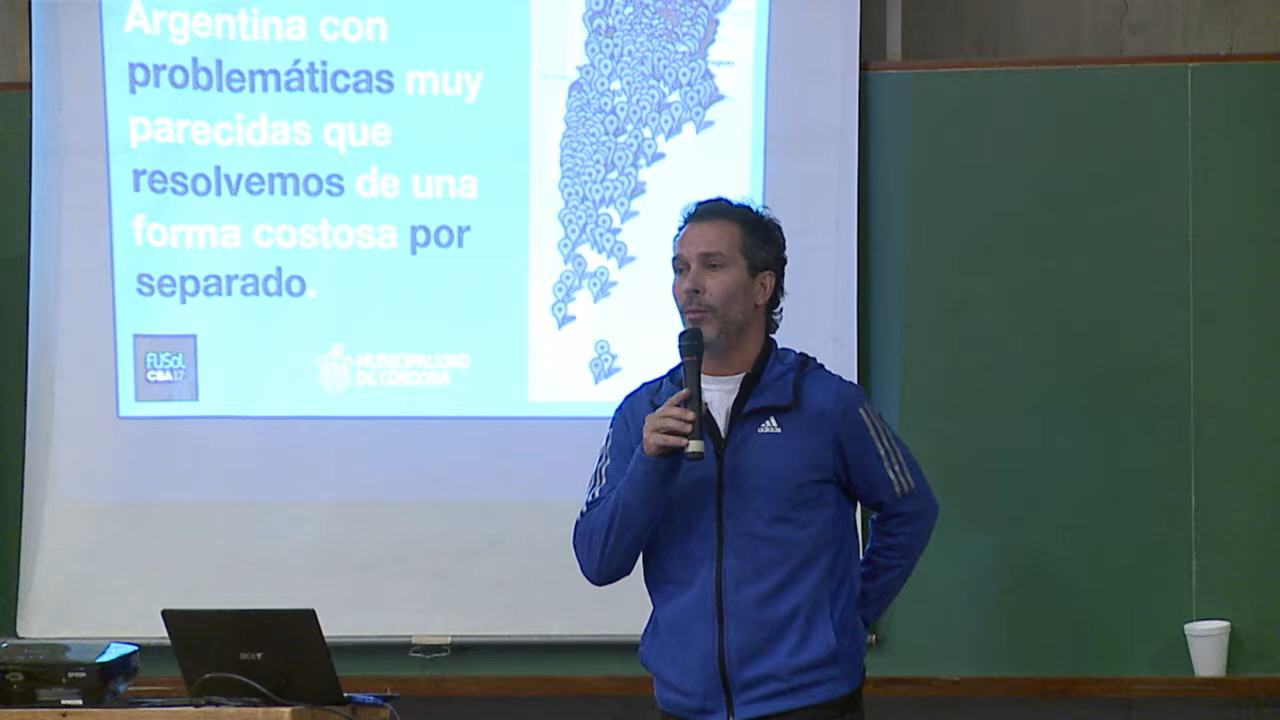 Argentina con
problemáticas muy
parecidas que
resolvemos de una
forma costosa por
separado.
FUSoL
CBA17
MUNICIPALIDAD
DE CÓRDOBA
adidas
acer
EPSON